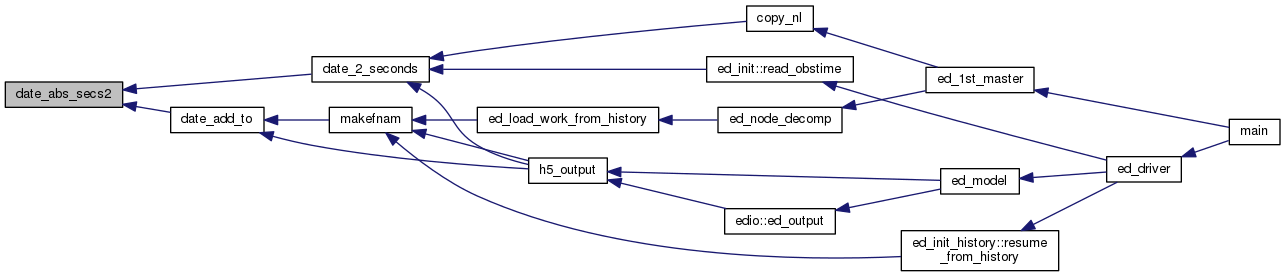 date_abs_secs2
date_2_seconds
date_add_to
copy_nl
ed_init::read_obstime
makefnam
ed_load_work_from_history
ed_node_decomp
ed_1st_master
main
h5_output
ed_model
ed_driver
edio::ed_output
ed_init_history::resume
_from_history